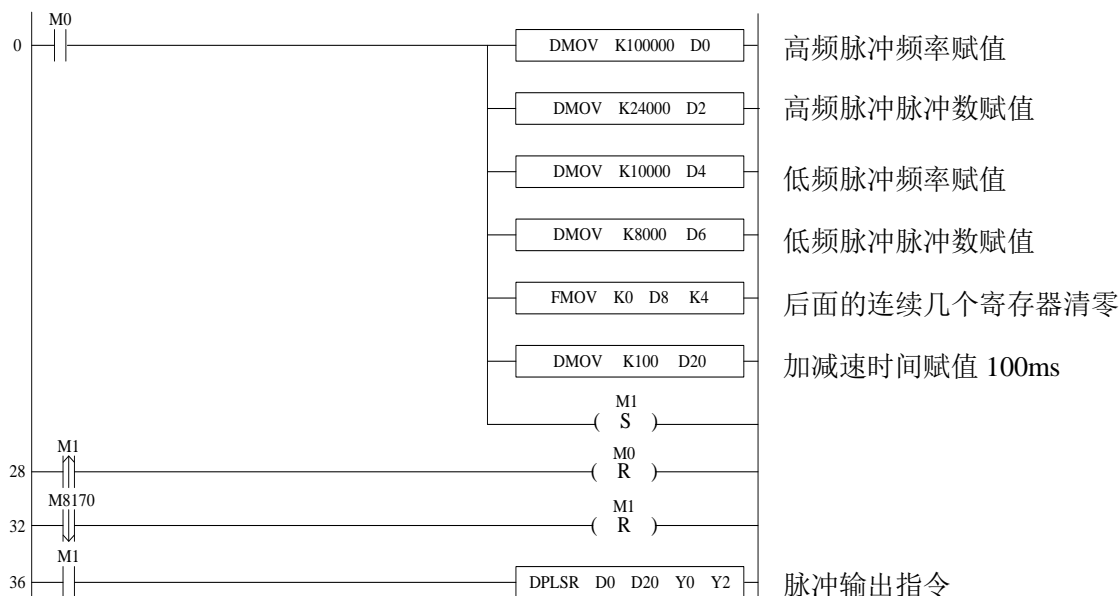 M0
0 DMOV K100000 D0 高频脉冲频率赋值
DMOV K24000 D2 高频脉冲脉冲数赋值
DMOV K10000 D4 低频脉冲频率赋值
DMOV K8000 D6 低频脉冲脉冲数赋值
FMOV K0 D8 K4 后面的连续几个寄存器清零
DMOV K100 D20 加减速时间赋值 100ms
M1
( S )
M1 M0
28 ( R )
M8170 M1
32 ( R )
M1
36 DPLSR D0 D20 Y0 Y2 脉冲输出指令